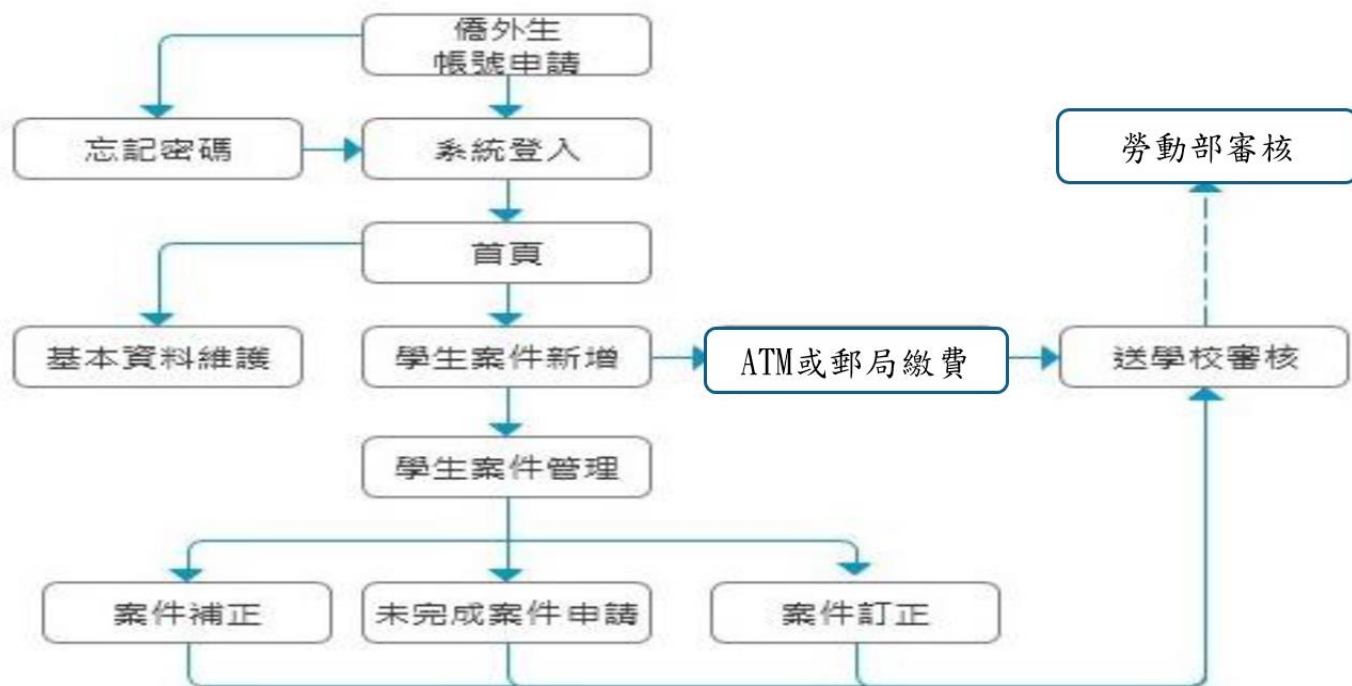 僑外生
帳號申請
忘記密碼
系統登入
勞動部審核
首頁
基本資料維護
學生案件新增
ATM或郵局繳費
送學校審核
學生案件管理
案件補正
未完成案件申請
案件訂正